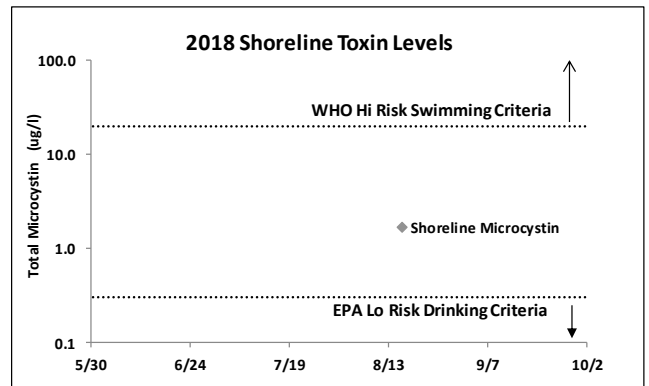 2018 Shoreline Toxin Levels
100.0
WHO Hi Risk Swimming Criteria
10.0
Total Microcystin (ug/l)
Shoreline Microcystin
1.0
EPA Lo Risk Drinking Criteria
0.1
5/30 6/24 7/19 8/13 9/7 10/2